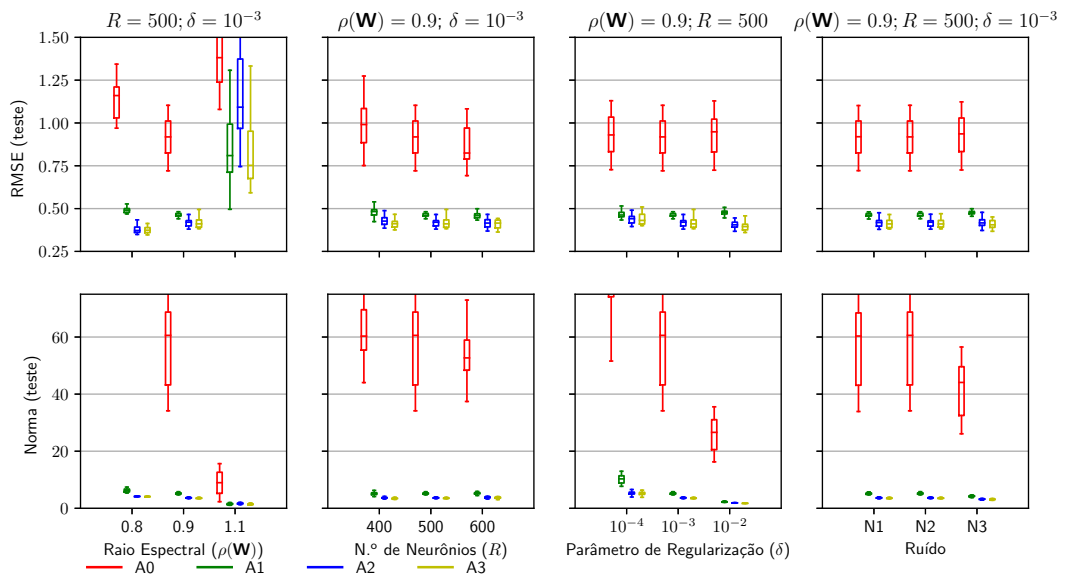 R = 500; δ = 10⁻³
ρ(W) = 0.9; δ = 10⁻³
ρ(W) = 0.9; R = 500
ρ(W) = 0.9; R = 500; δ = 10⁻³
RMSE (teste)
1.50
1.25
1.00
0.75
0.50
0.25
Norma (teste)
60
40
20
0
0.8 0.9 1.1
Raio Espectral (ρ(W))
400 500 600
N.º de Neurônios (R)
10⁻⁴ 10⁻³ 10⁻²
Parâmetro de Regularização (δ)
N1 N2 N3
Ruído
A0 A1 A2 A3